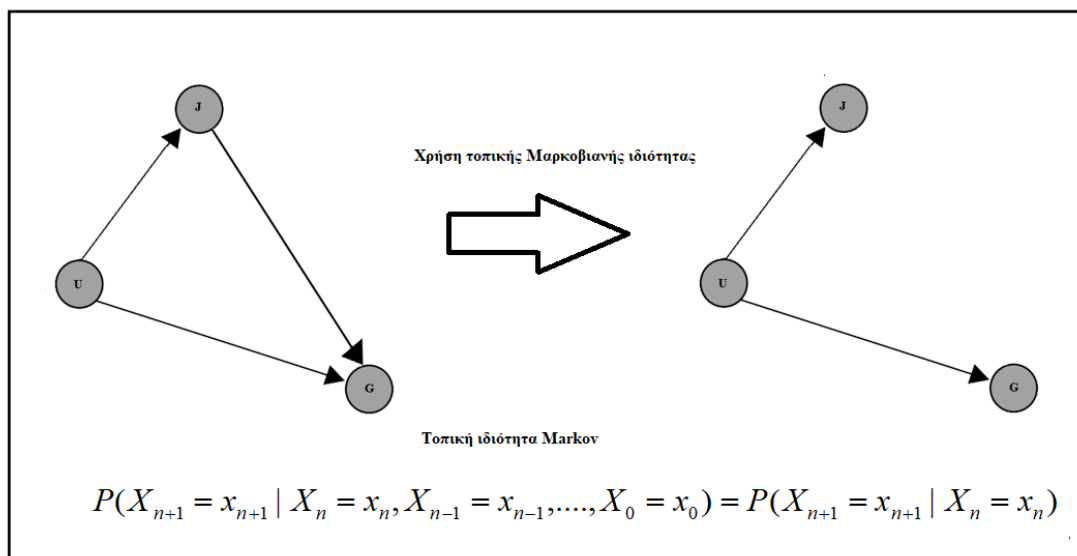 J
J
Χρήση τοπικής Μαρκοβιανής ιδιότητας
U
U
G
G
Τοπική ιδιότητα Markov
P(X_{n+1} = x_{n+1} | X_n = x_n, X_{n-1} = x_{n-1},...., X_0 = x_0) = P(X_{n+1} = x_{n+1} | X_n = x_n)